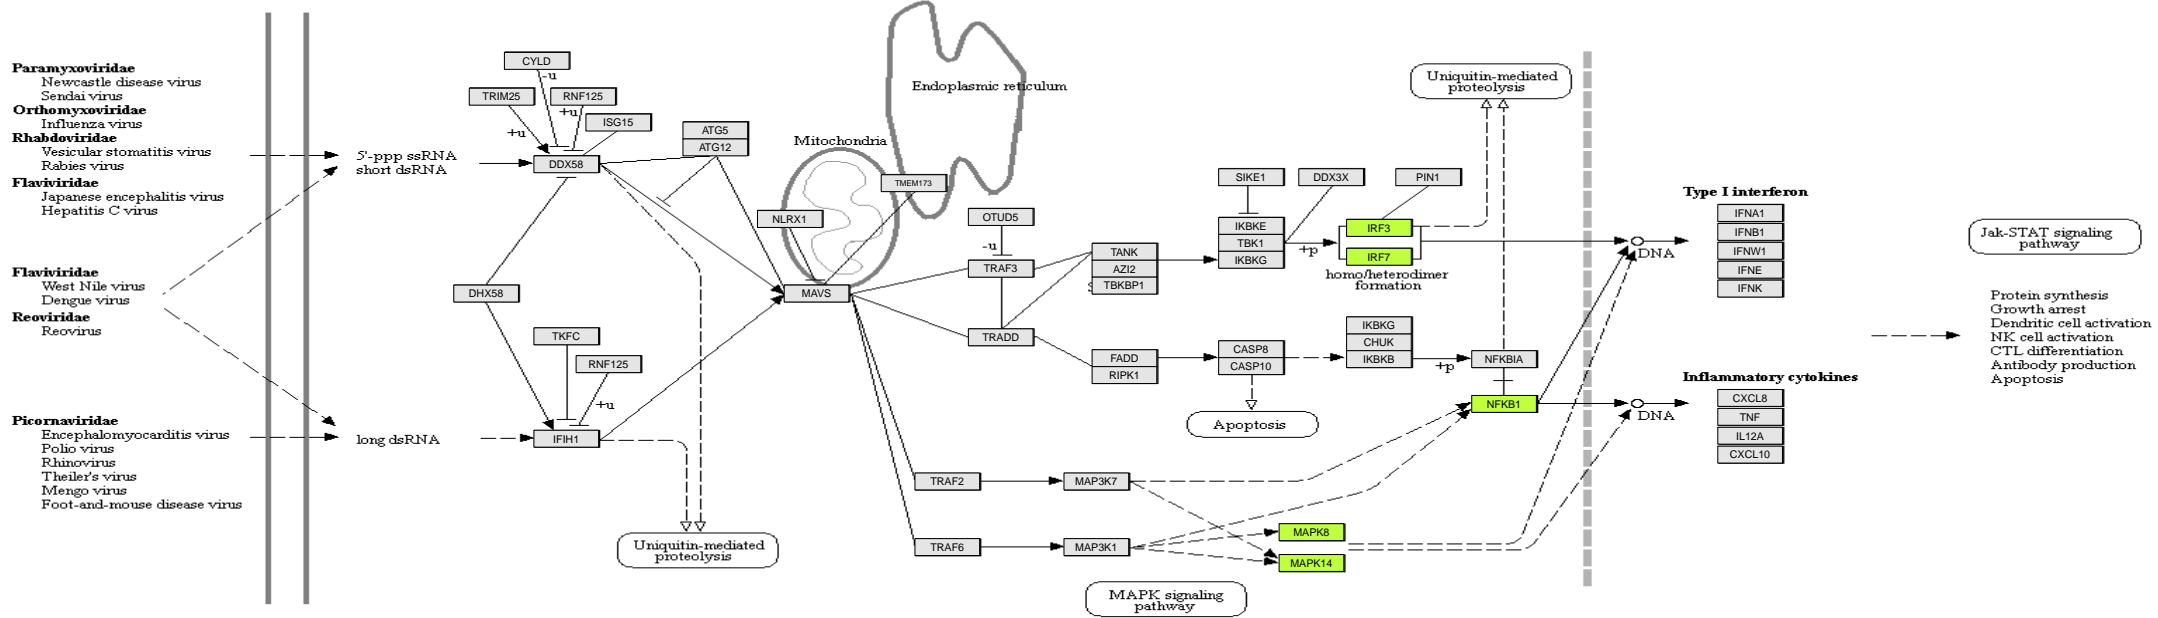 Paramyxoviridae
Newcastle disease virus
Sendai virus
Orthomyxoviridae
Influenza virus
Rhabdoviridae
Vesicular stomatitis virus
Rabies virus
Flaviviridae
Japanese encephalitis virus
Hepatitis C virus
Flaviviridae
West Nile virus
Dengue virus
Reoviridae
Reovirus
Picornaviridae
Encephalomyocarditis virus
Polio virus
Rhinovirus
Theiler's virus
Mengo virus
Foot-and-mouse disease virus
5'-ppp ssRNA
short dsRNA
long dsRNA
CYLD
-u
TRIM25
RNF125
+u
+u
ISG15
DDX58
ATG5
ATG12
DHX58
TKFC
RNF125
+u
IFIH1
Uniquitin-mediated
proteolysis
Mitochondria
Endoplasmic reticulum
TMEM173
NLRX1
MAVS
OTUD5
-u
TRAF3
TRADD
TANK
AZI2
TBKBP1
FADD
RIPK1
TRAF2
MAP3K7
TRAF6
MAP3K1
MAPK signaling
pathway
SIKE1
DDX3X
PIN1
IKBKE
TBK1
IKBKG
+p
IRF3
IRF7
homo/heterodimer
formation
CASP8
CASP10
Apoptosis
IKBKG
CHUK
IKBKB
+p
NFKBIA
NFKB1
MAPK8
MAPK14
Uniquitin-mediated
proteolysis
DNA
DNA
Type I interferon
IFNA1
IFNB1
IFNW1
IFNE
IFNK
Inflammatory cytokines
CXCL8
TNF
IL12A
CXCL10
Jak-STAT signaling
pathway
Protein synthesis
Growth arrest
Dendritic cell activation
NK cell activation
CTL differentiation
Antibody production
Apoptosis